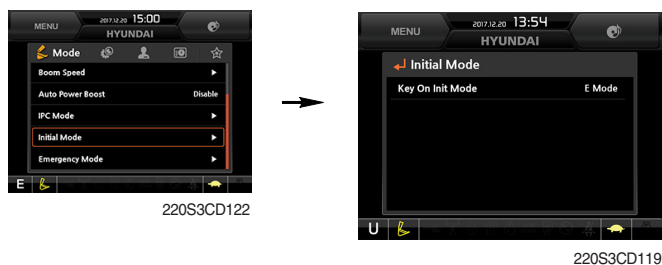 MENU
2017.12.20 15:00
HYUNDAI
Mode
Boom Speed
Auto Power Boost Disable
IPC Mode
Initial Mode
Emergency Mode
E
220S3CD122
MENU
2017.12.20 13:54
HYUNDAI
Initial Mode
Key On Init Mode E Mode
U
220S3CD119